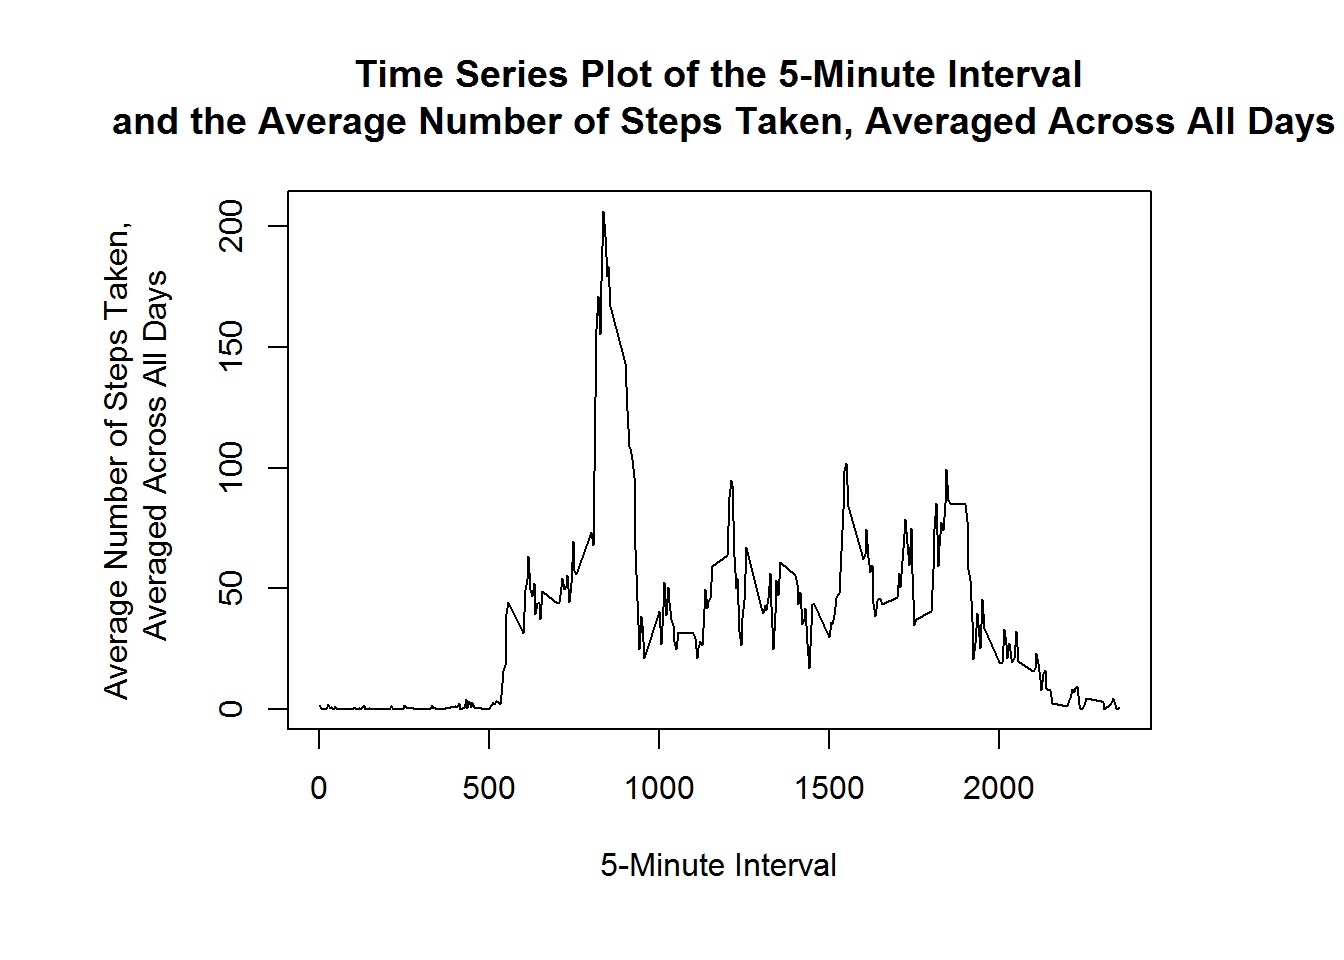 Time Series Plot of the 5-Minute Interval
and the Average Number of Steps Taken, Averaged Across All Days
Average Number of Steps Taken,
Averaged Across All Days
200
150
100
50
0
0 500 1000 1500 2000
5-Minute Interval